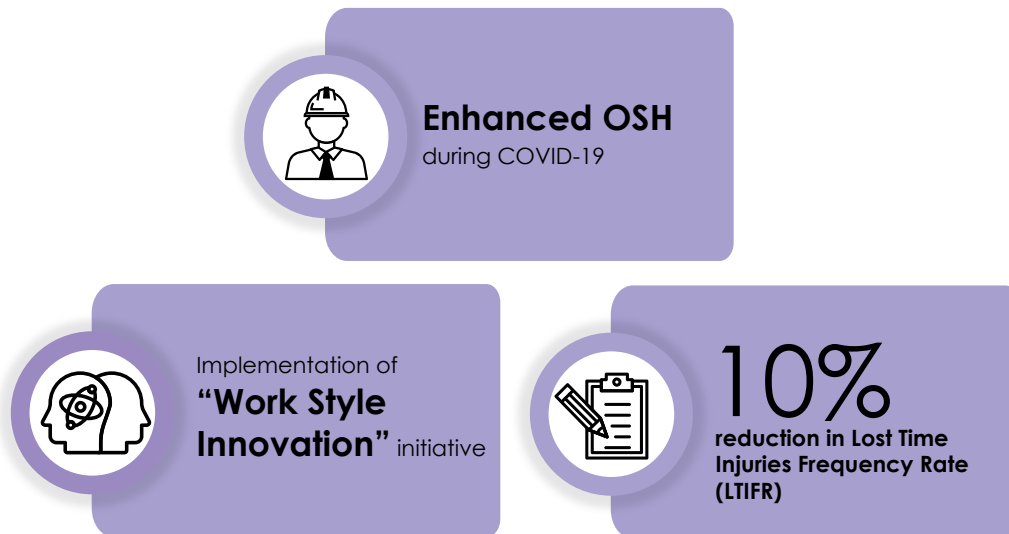 Enhanced OSH
during COVID-19
Implementation of
“Work Style
Innovation” initiative
10%
reduction in Lost Time
Injuries Frequency Rate
(LTIFR)